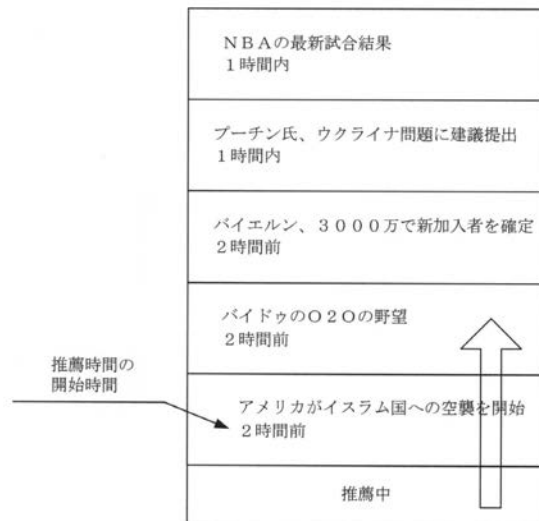 NBAの最新試合結果
1時間内
プーチン氏、ウクライナ問題に建議提出
1時間内
バイエルン、3000万で新加入者を確定
2時間前
バイドゥのO2Oの野望
2時間前
推薦時間の
開始時間
アメリカがイスラム国への空襲を開始
2時間前
推薦中